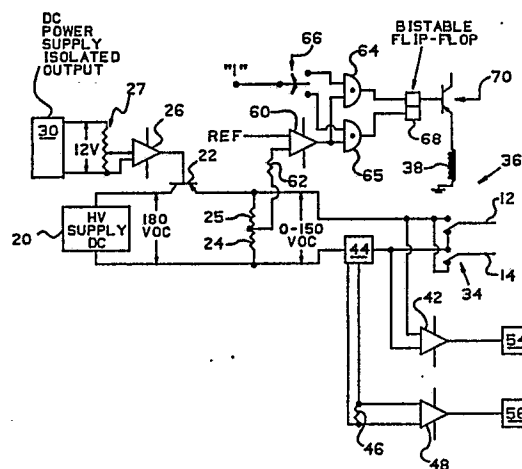 DC
POWER
SUPPLY
ISOLATED
OUTPUT
27
26
30
12V
22
20
HV
SUPPLY
DC
180
VDC
25
24
0-150
VDC
"1"
66
64
60
REF
62
65
BISTABLE
FLIP-FLOP
70
68
38
36
12
14
34
44
42
54
46
48
56